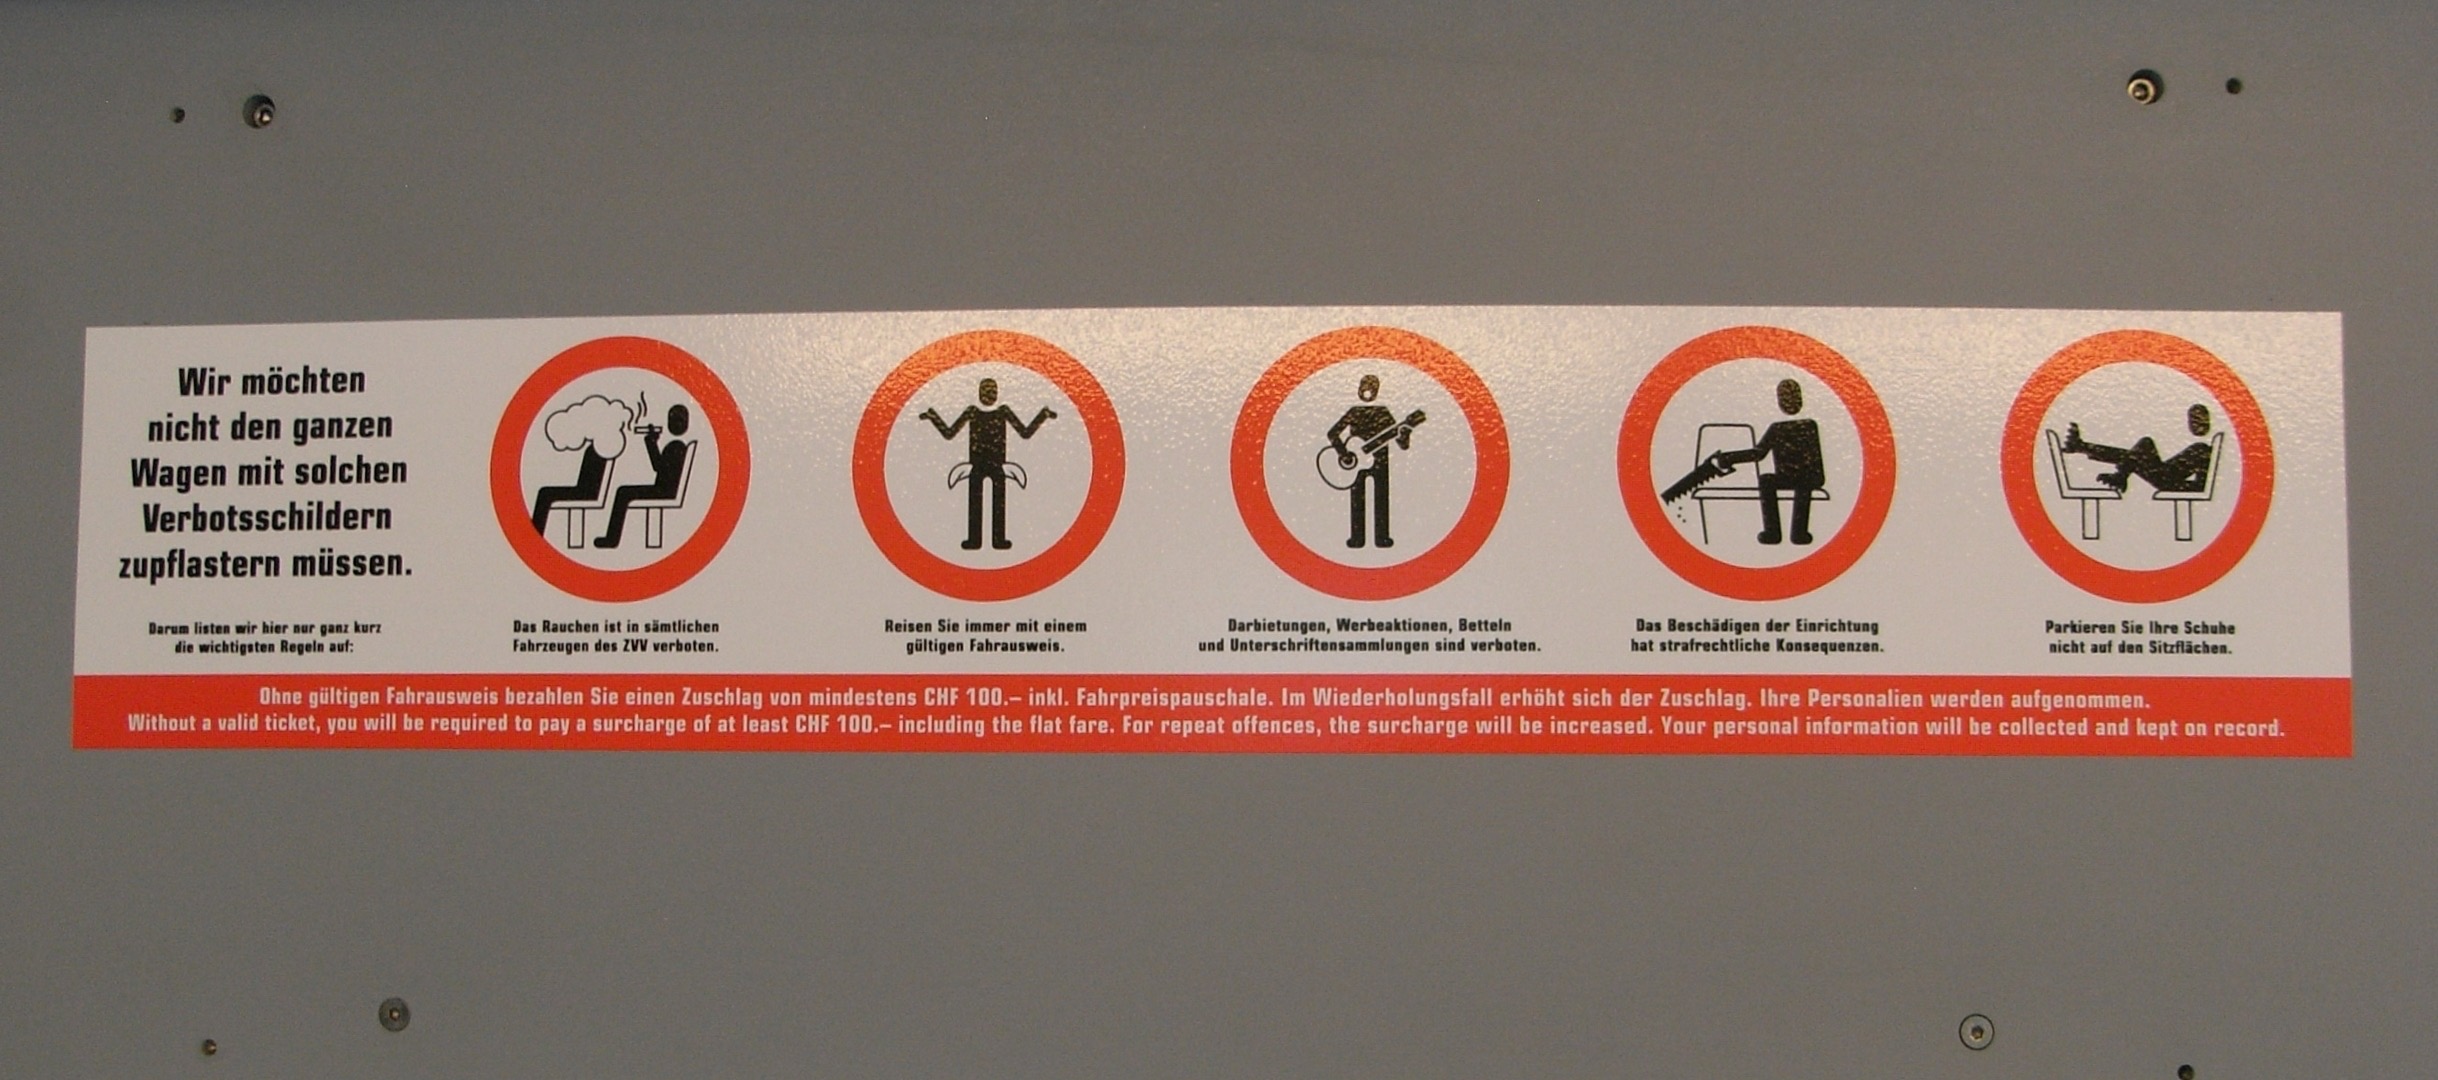 Wir möchten
nicht den ganzen
Wagen mit solchen
Verbotsschildern
zupflastern müssen.
Darum listen wir hier nur ganz kurz
die wichtigsten Regeln auf:
Das Rauchen ist in sämtlichen
Fahrzeugen des ZVV verboten.
Reisen Sie immer mit einem
gültigen Fahrausweis.
Darbietungen, Werbeaktionen, Betteln
und Unterschriftensammlungen sind verboten.
Das Beschädigen der Einrichtung
hat strafrechtliche Konsequenzen.
Parkieren Sie Ihre Schuhe
nicht auf den Sitzflächen.
Ohne gültigen Fahrausweis bezahlen Sie einen Zuschlag von mindestens CHF 100.– inkl. Fahrpreispauschale. Im Wiederholungsfall erhöht sich der Zuschlag. Ihre Personalien werden aufgenommen.
Without a valid ticket, you will be required to pay a surcharge of at least CHF 100.– including the flat fare. For repeat offences, the surcharge will be increased. Your personal information will be collected and kept on record.